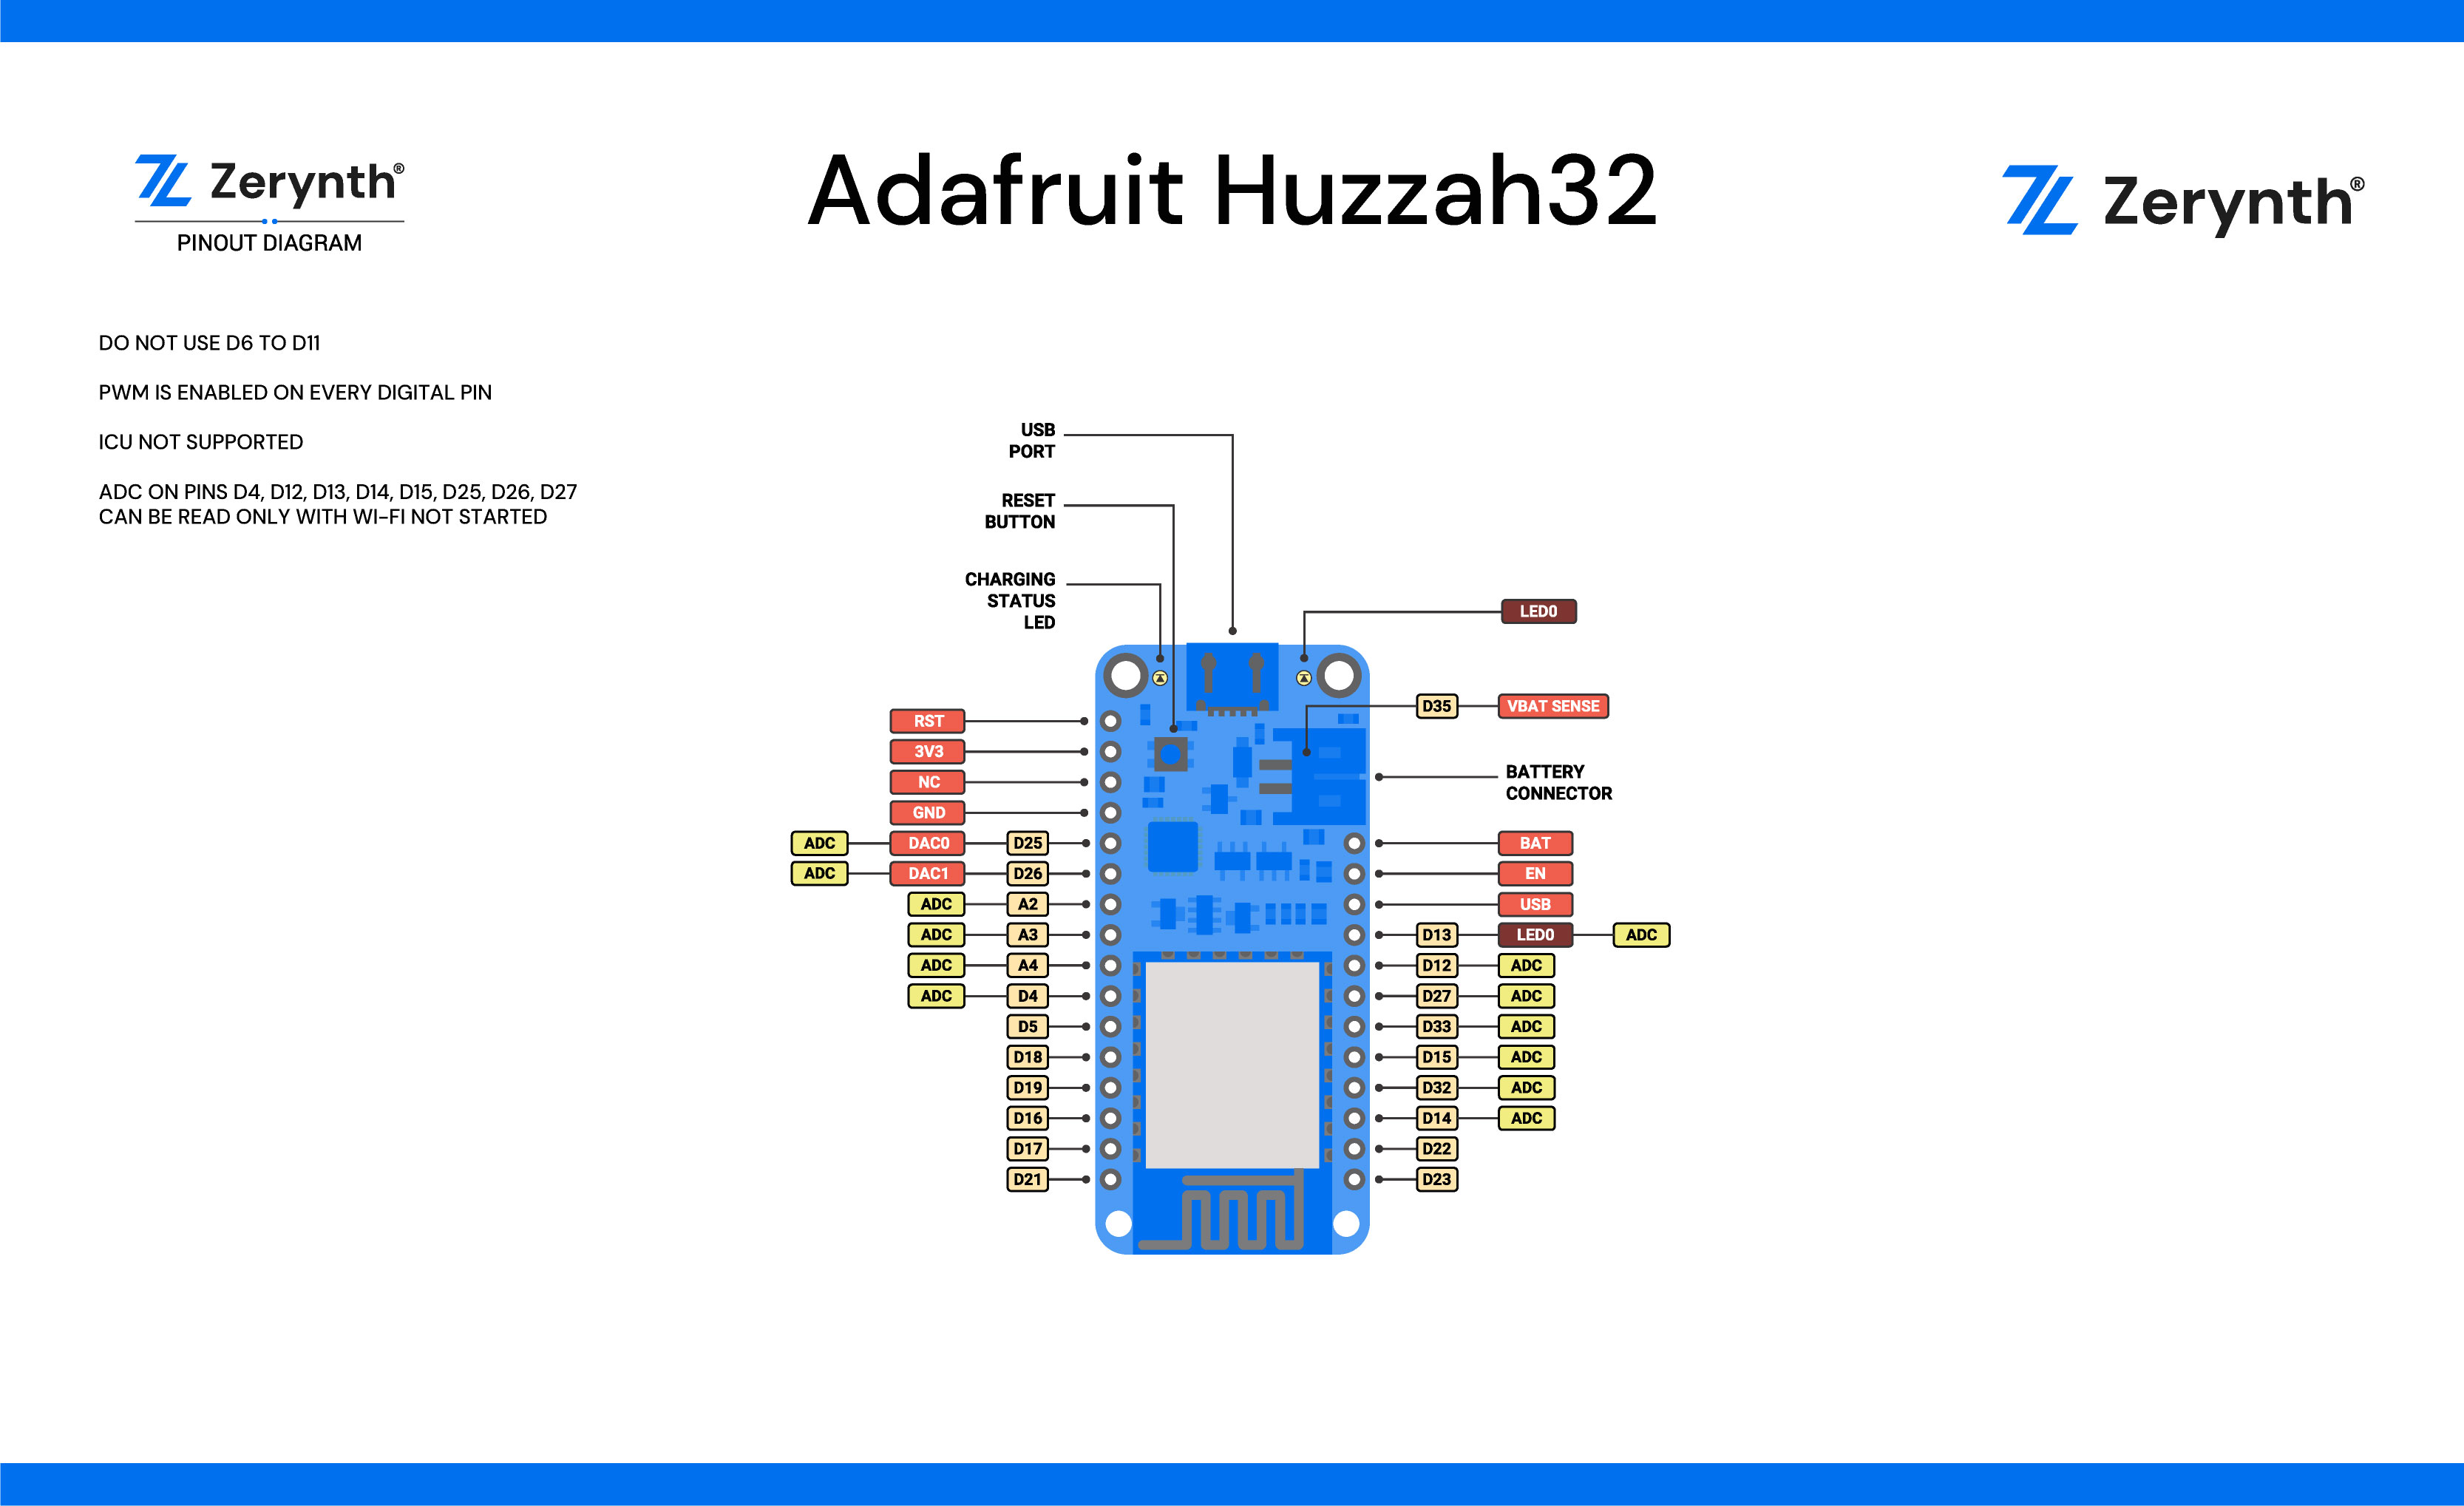 Zerynth®
PINOUT DIAGRAM
Adafruit Huzzah32
Zerynth®
DO NOT USE D6 TO D11
PWM IS ENABLED ON EVERY DIGITAL PIN
ICU NOT SUPPORTED
ADC ON PINS D4, D12, D13, D14, D15, D25, D26, D27
CAN BE READ ONLY WITH WI-FI NOT STARTED
USB
PORT
RESET
BUTTON
CHARGING
STATUS
LED
RST
3V3
NC
GND
ADC DAC0 D25
ADC DAC1 D26
ADC A2
ADC A3
ADC A4
ADC D4
D5
D18
D19
D16
D17
D21
LED0
D35 VBAT SENSE
BATTERY
CONNECTOR
BAT
EN
USB
D13 LED0 ADC
D12 ADC
D27 ADC
D33 ADC
D15 ADC
D32 ADC
D14 ADC
D22
D23